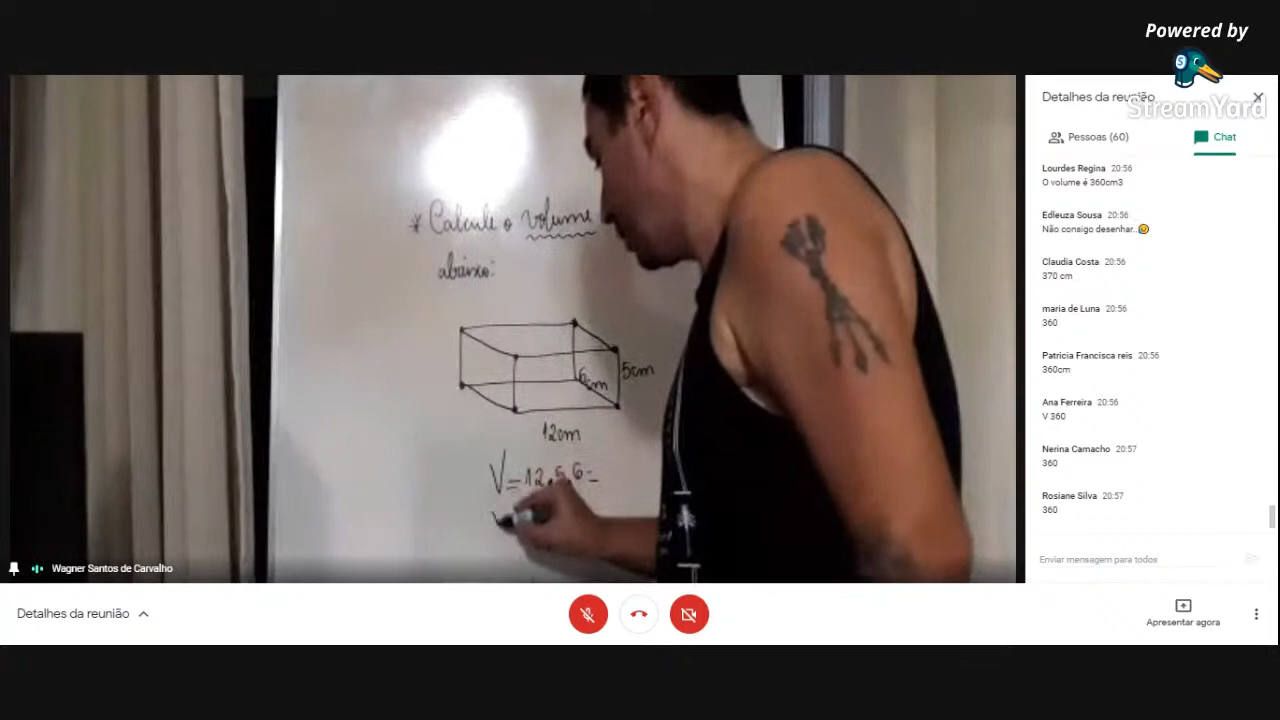 Powered by
StreamYard
* Calcule o volume
abaixo:
6cm
5cm
12cm
V=12.5.6=
V
Wagner Santos de Carvalho
Detalhes da reunião
Pessoas (60)
Chat
Lourdes Regina 20:56
O volume é 360cm3
Edleuza Sousa 20:56
Não consigo desenhar..
Claudia Costa 20:56
370 cm
maria de Luna 20:56
360
Patricia Francisca reis 20:56
360cm
Ana Ferreira 20:56
V 360
Nerina Camacho 20:57
360
Rosiane Silva 20:57
360
Enviar mensagem para todos
Detalhes da reunião
Apresentar agora